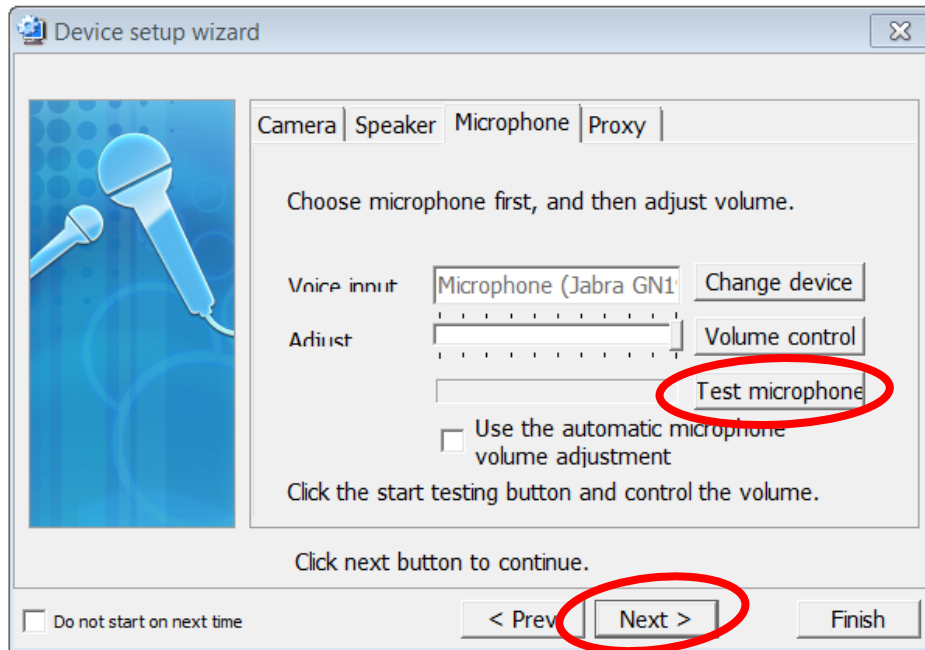 Device setup wizard
Camera Speaker Microphone Proxy
Choose microphone first, and then adjust volume.
Voice input Microphone (Jabra GN1 Change device
Adjust Volume control
Test microphone
Use the automatic microphone
volume adjustment
Click the start testing button and control the volume.
Click next button to continue.
Do not start on next time < Prev Next > Finish